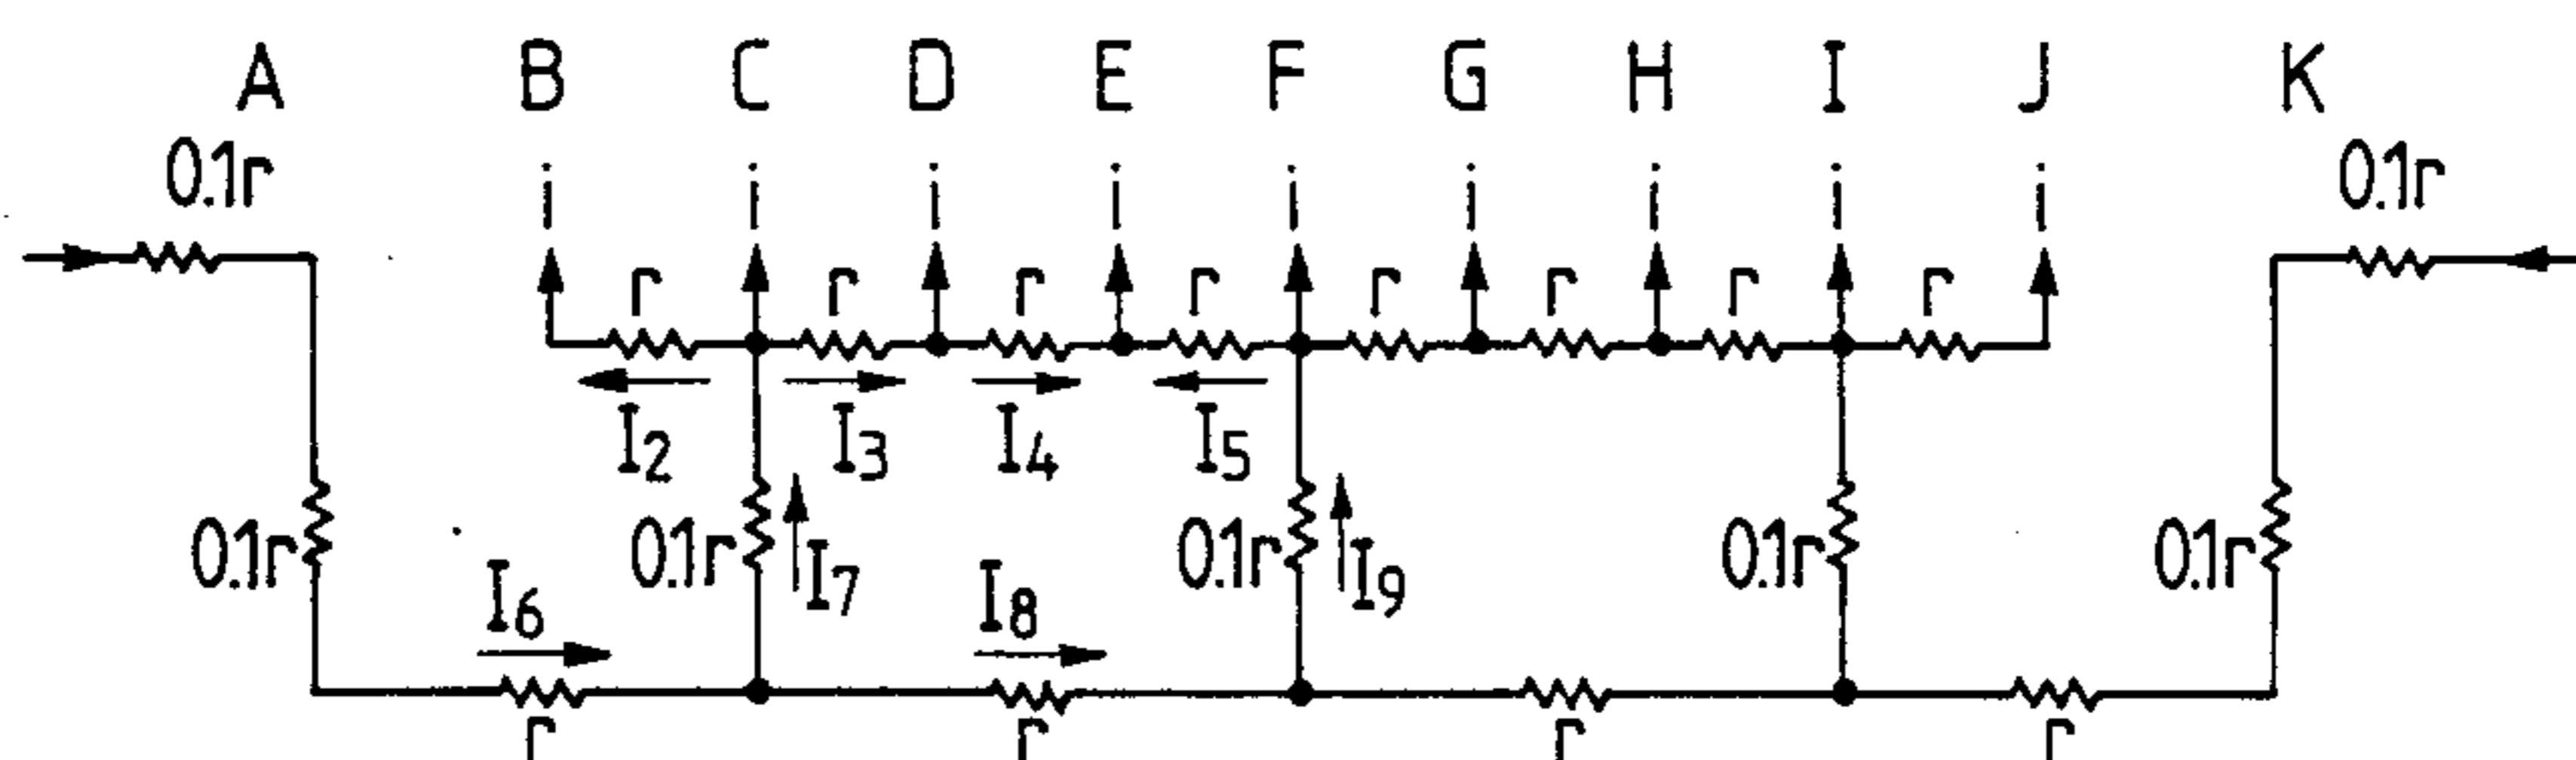 A B C D E F G H I J K
0.1r i i i i i i i i i 0.1r
r r r r r r r r
I2 I3 I4 I5
0.1r 0.1r I7 0.1r I9 0.1r 0.1r
I6 I8
r r r r